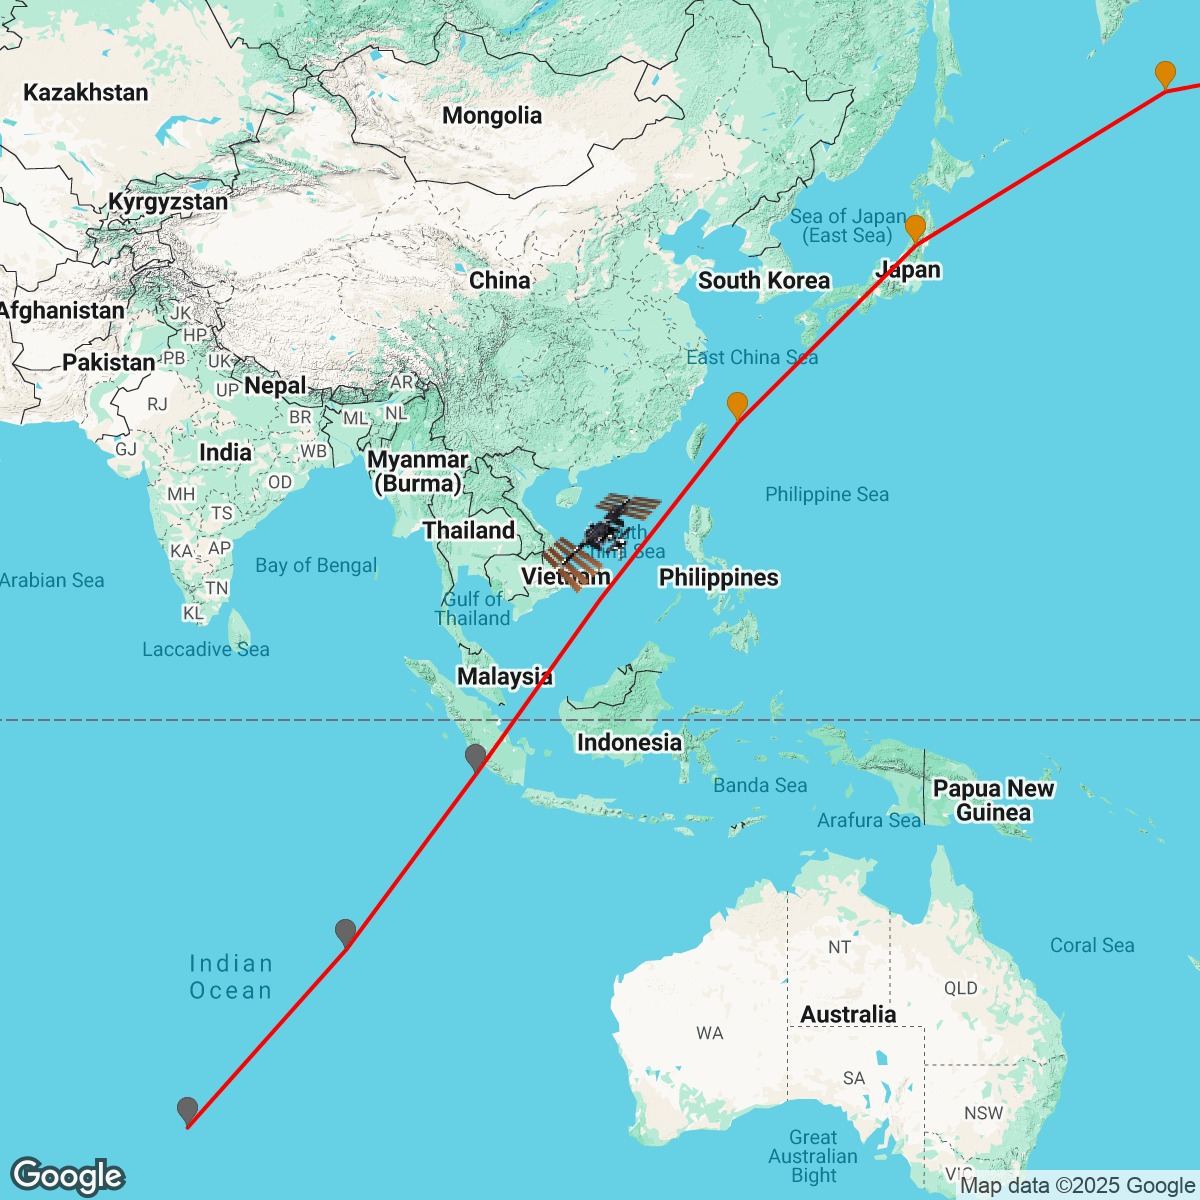 Kazakhstan
Mongolia
Kyrgyzstan
Sea of Japan
(East Sea)
China
South Korea
Japan
Afghanistan
JK
HP
Pakistan
PB
UK
East China Sea
Nepal
UP
AR
RJ
BR
ML
NL
GJ
India
WB
Myanmar
(Burma)
OD
MH
TS
Philippine Sea
Thailand
KA
AP
China Sea
Arabian Sea
Bay of Bengal
Vietnam
Philippines
TN
KL
Gulf of
Thailand
Laccadive Sea
Malaysia
Indonesia
Banda Sea
Papua New
Guinea
Arafura Sea
Indian
Ocean
NT
Coral Sea
QLD
Australia
WA
SA
NSW
Great
Australian
Bight
VIC
Google
Map data ©2025 Google